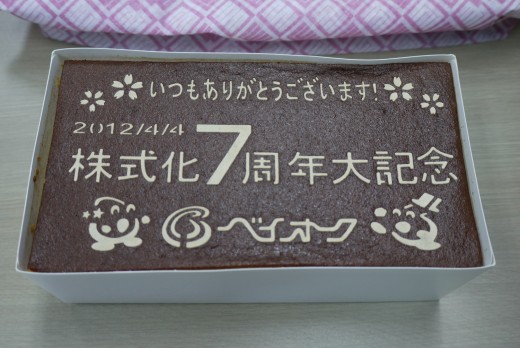 いつもありがとうございます!
2012/4/4
株式化7周年大記念
ベイオーク